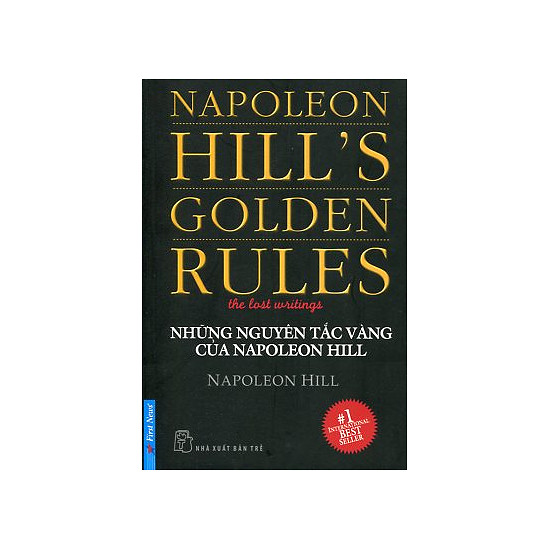 NAPOLEON
HILL'S
GOLDEN
RULES
the lost writings
NHỮNG NGUYÊN TẮC VÀNG
CỦA NAPOLEON HILL
NAPOLEON HILL
#1
INTERNATIONAL
BEST
SELLER
First News
NHÀ XUẤT BẢN TRẺ